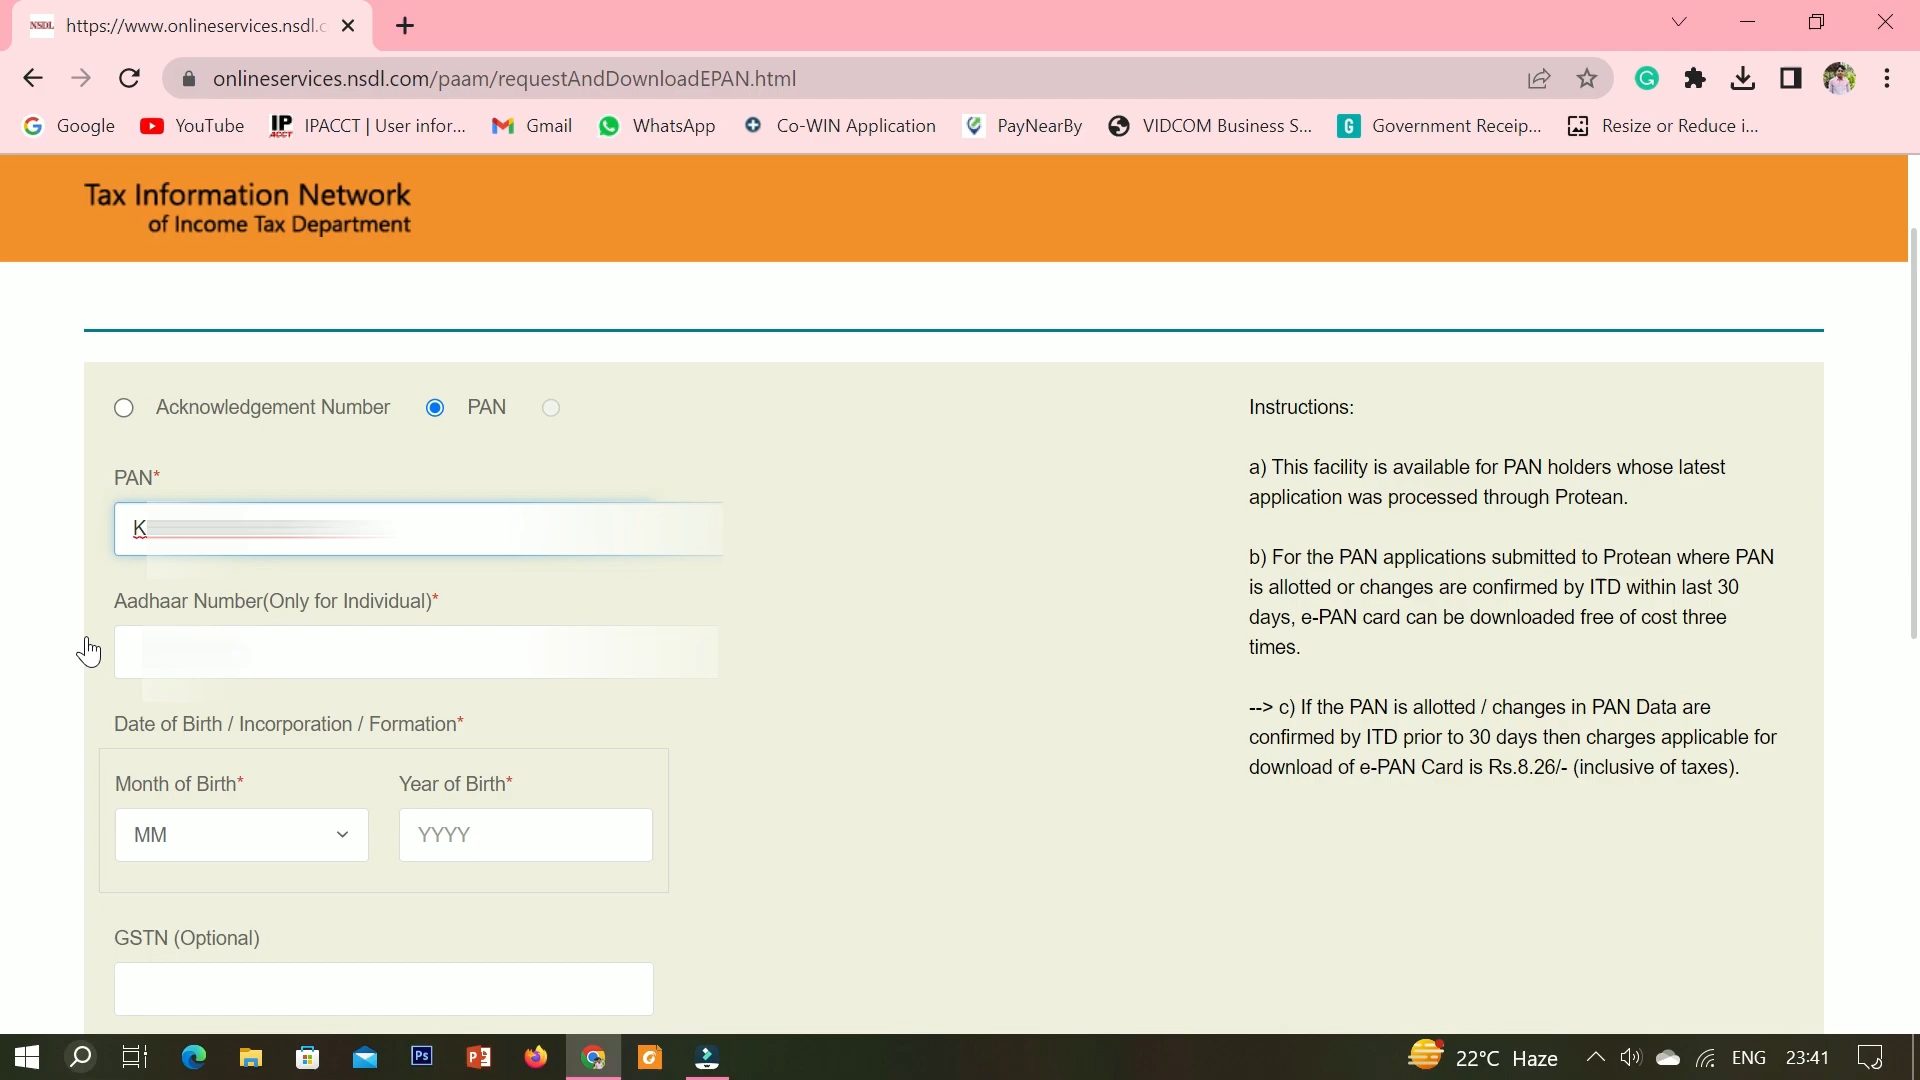 NSDL https://www.onlineservices.nsdl.c
onlineservices.nsdl.com/paam/requestAndDownloadEPAN.html
Google YouTube IPACCT | User infor... Gmail WhatsApp Co-WIN Application PayNearBy VIDCOM Business S... Government Receip... Resize or Reduce i...
Tax Information Network
of Income Tax Department
Acknowledgement Number PAN
PAN*
K
Aadhaar Number(Only for Individual)*
Date of Birth / Incorporation / Formation*
Month of Birth* Year of Birth*
MM YYYY
GSTN (Optional)
Instructions:
a) This facility is available for PAN holders whose latest
application was processed through Protean.
b) For the PAN applications submitted to Protean where PAN
is allotted or changes are confirmed by ITD within last 30
days, e-PAN card can be downloaded free of cost three
times.
--> c) If the PAN is allotted / changes in PAN Data are
confirmed by ITD prior to 30 days then charges applicable for
download of e-PAN Card is Rs.8.26/- (inclusive of taxes).
22°C Haze ENG 23:41